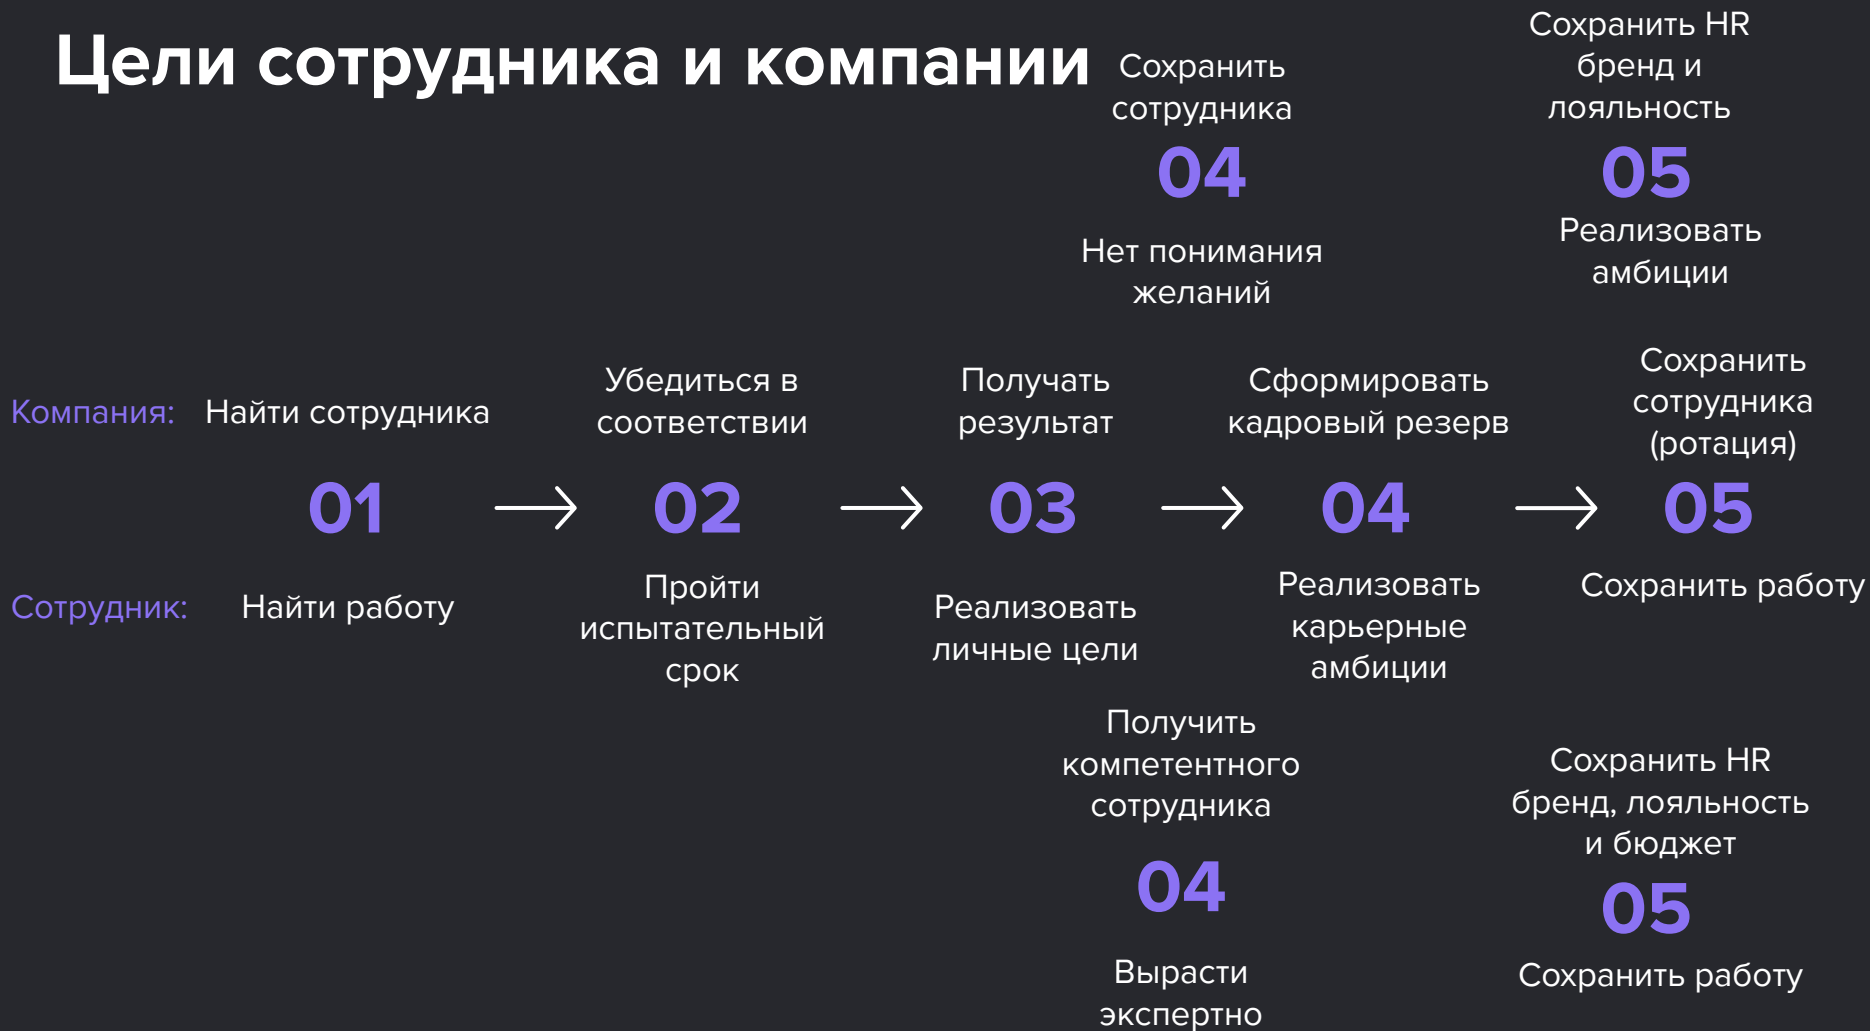 Цели сотрудника и компании
Сохранить
сотрудника
04
Нет понимания
желаний
Сохранить HR
бренд и
лояльность
05
Реализовать
амбиции
Компания:
Найти сотрудника
01
Сотрудник:
Найти работу
Убедиться в
соответствии
02
Пройти
испытательный
срок
Получать
результат
03
Реализовать
личные цели
Сформировать
кадровый резерв
04
Реализовать
карьерные
амбиции
Сохранить
сотрудника
(ротация)
05
Сохранить работу
Получить
компетентного
сотрудника
04
Вырасти
экспертно
Сохранить HR
бренд, лояльность
и бюджет
05
Сохранить работу